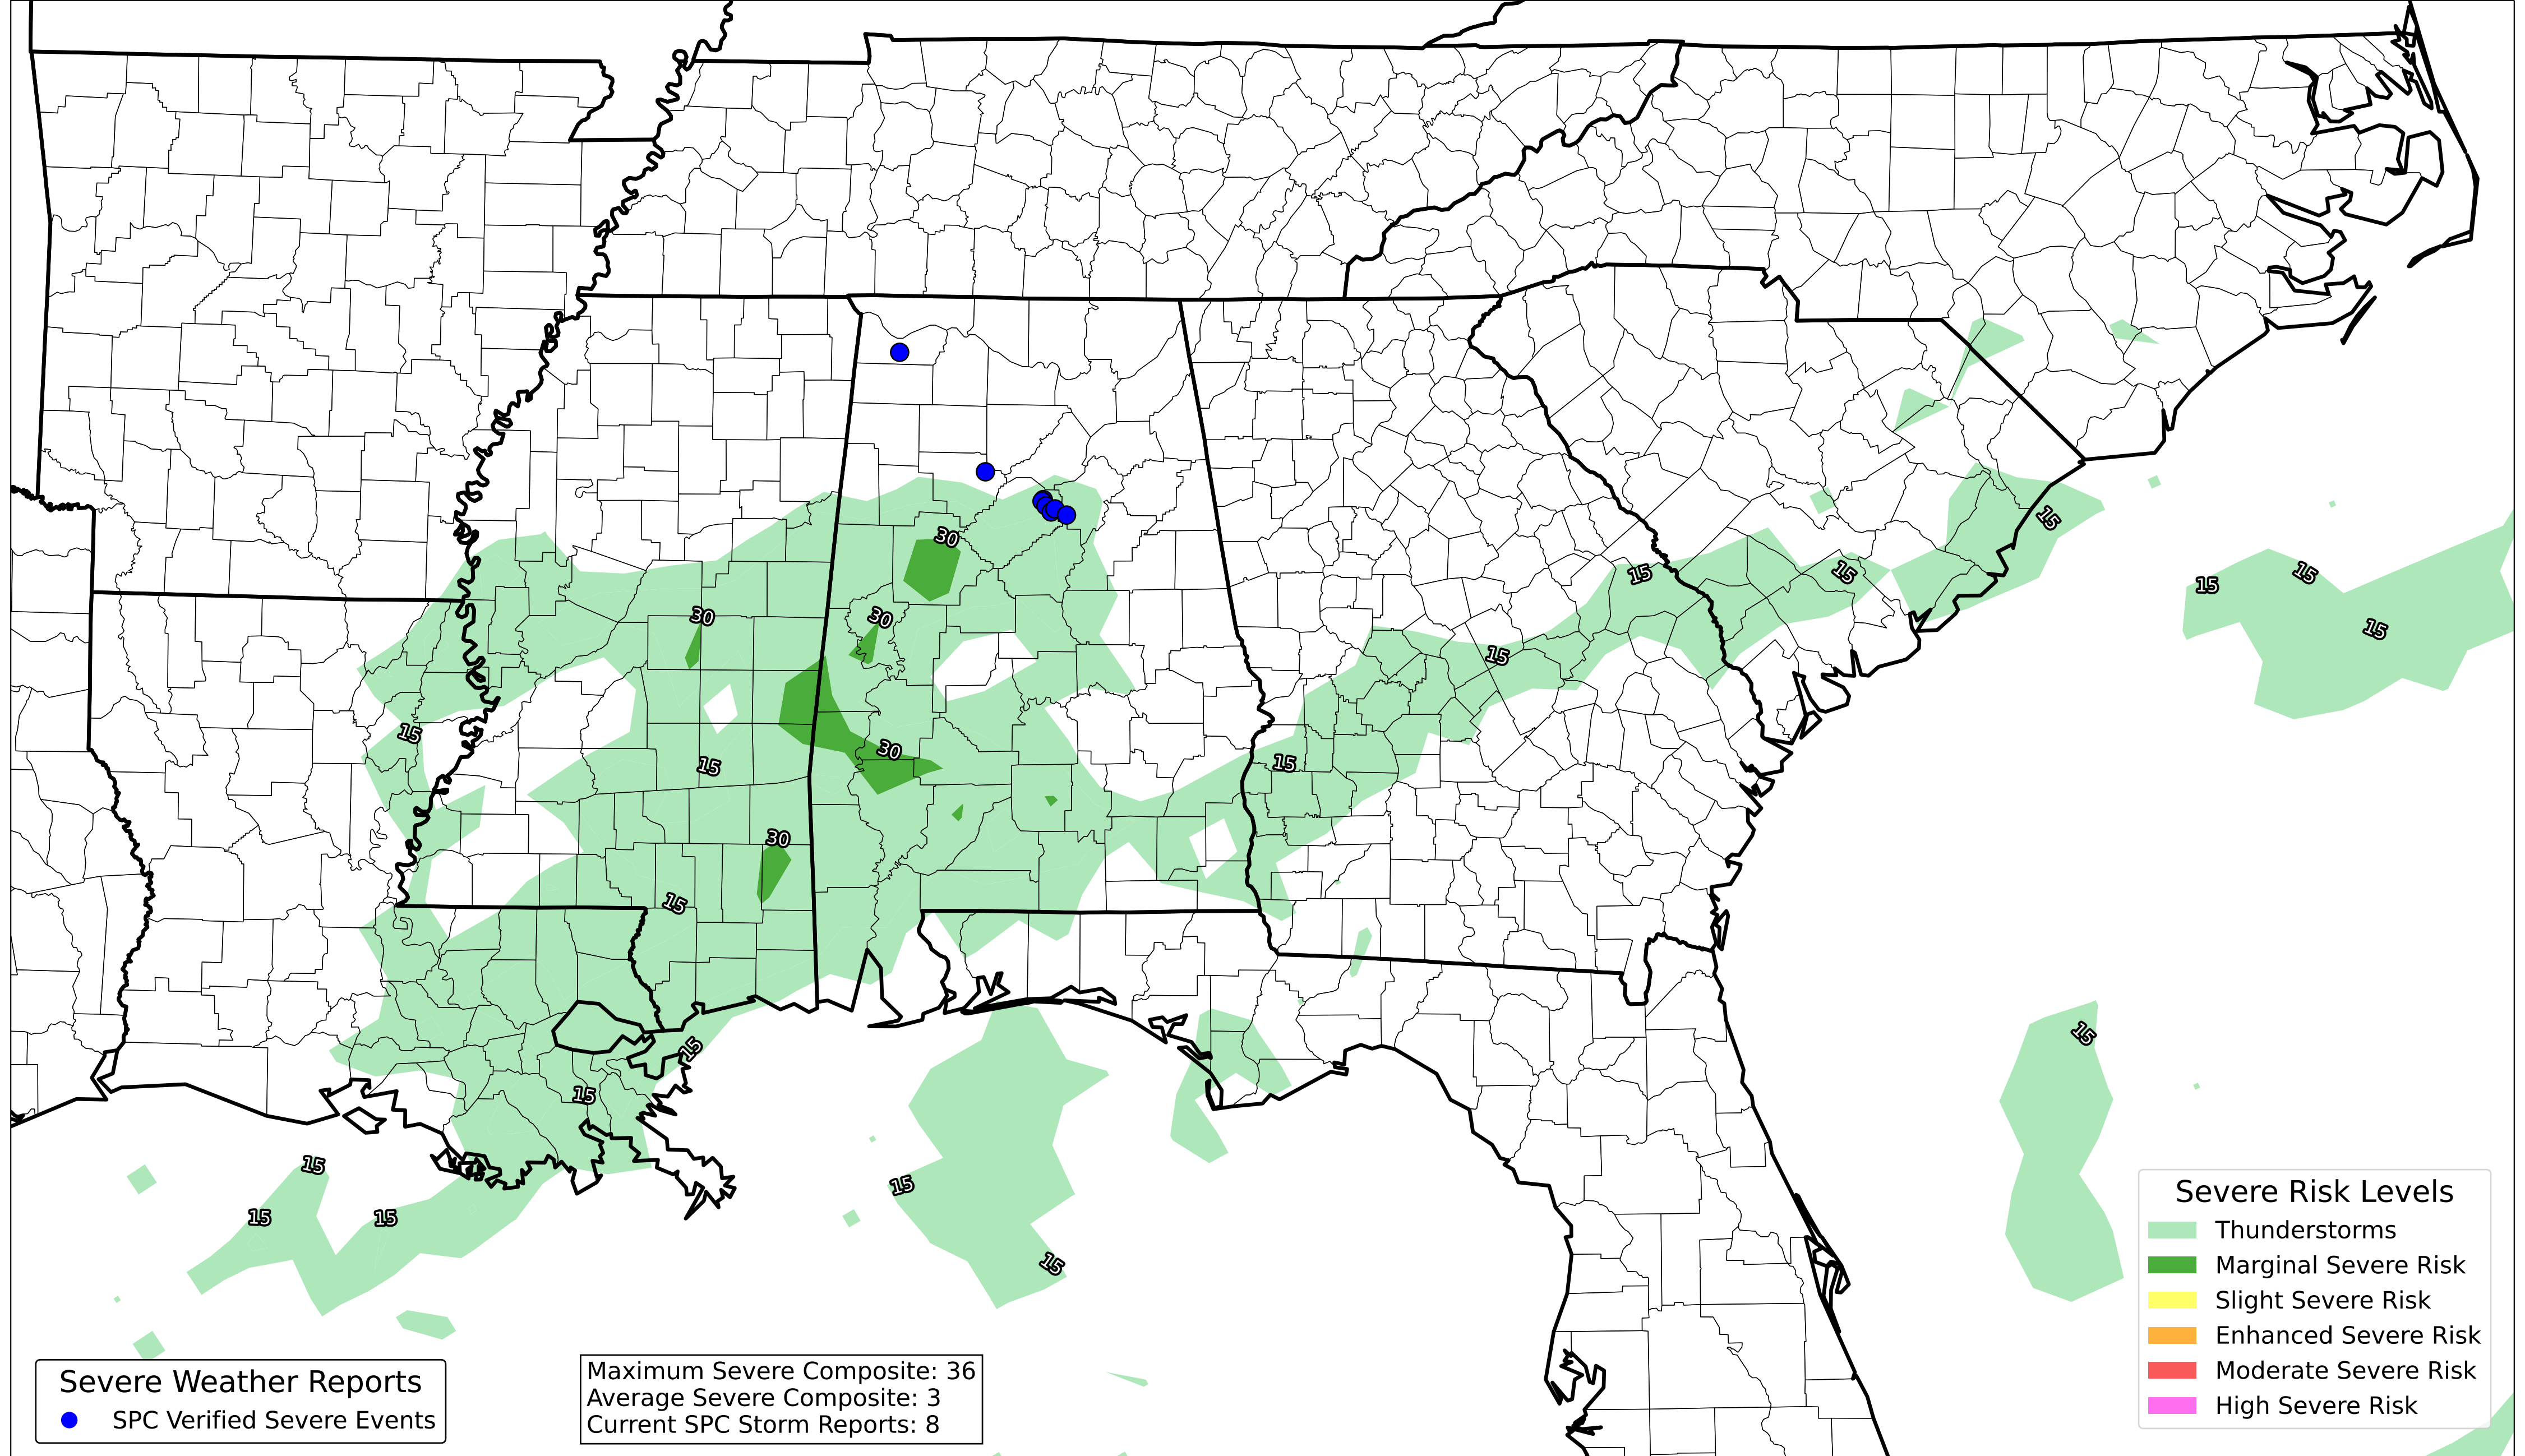 30
30
30
15
15
15
15
15
15
15
15
15
30
15
15
30
15
15
15
15
15
15
15
15
15
Severe Risk Levels
Thunderstorms
Marginal Severe Risk
Slight Severe Risk
Enhanced Severe Risk
Moderate Severe Risk
High Severe Risk
Severe Weather Reports
SPC Verified Severe Events
Maximum Severe Composite: 36
Average Severe Composite: 3
Current SPC Storm Reports: 8